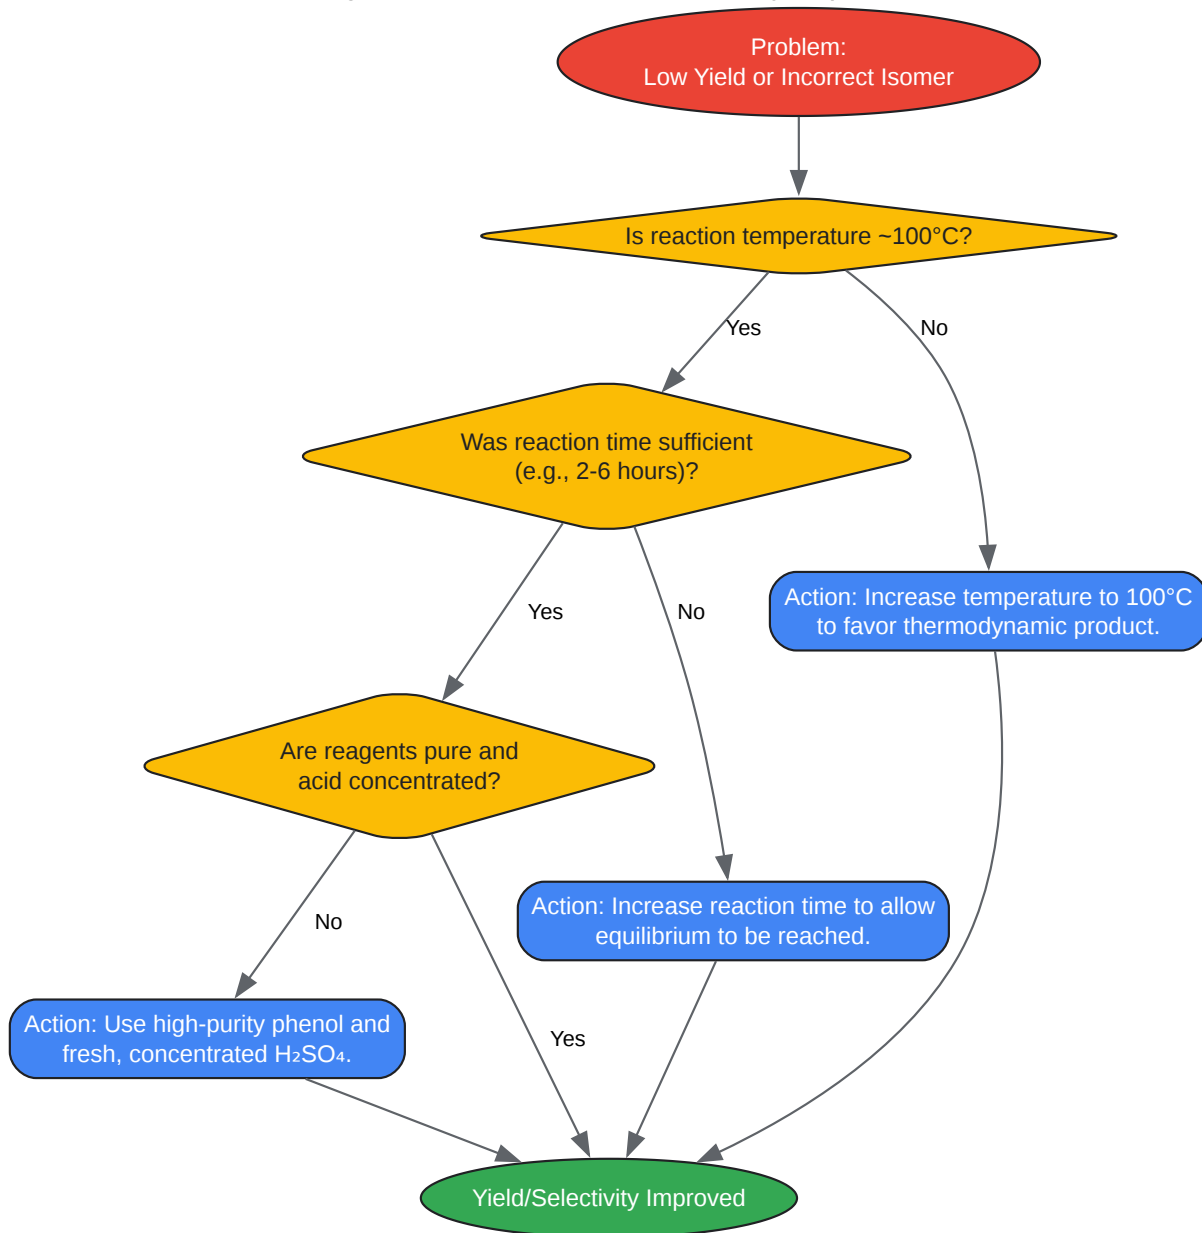 Problem:
Low Yield or Incorrect Isomer
Is reaction temperature ~100°C?
Yes
No
Was reaction time sufficient
(e.g., 2-6 hours)?
Action: Increase temperature to 100°C
to favor thermodynamic product.
Yes
No
Are reagents pure and
acid concentrated?
Action: Increase reaction time to allow
equilibrium to be reached.
No
Yes
Action: Use high-purity phenol and
fresh, concentrated H₂SO₄.
Yield/Selectivity Improved